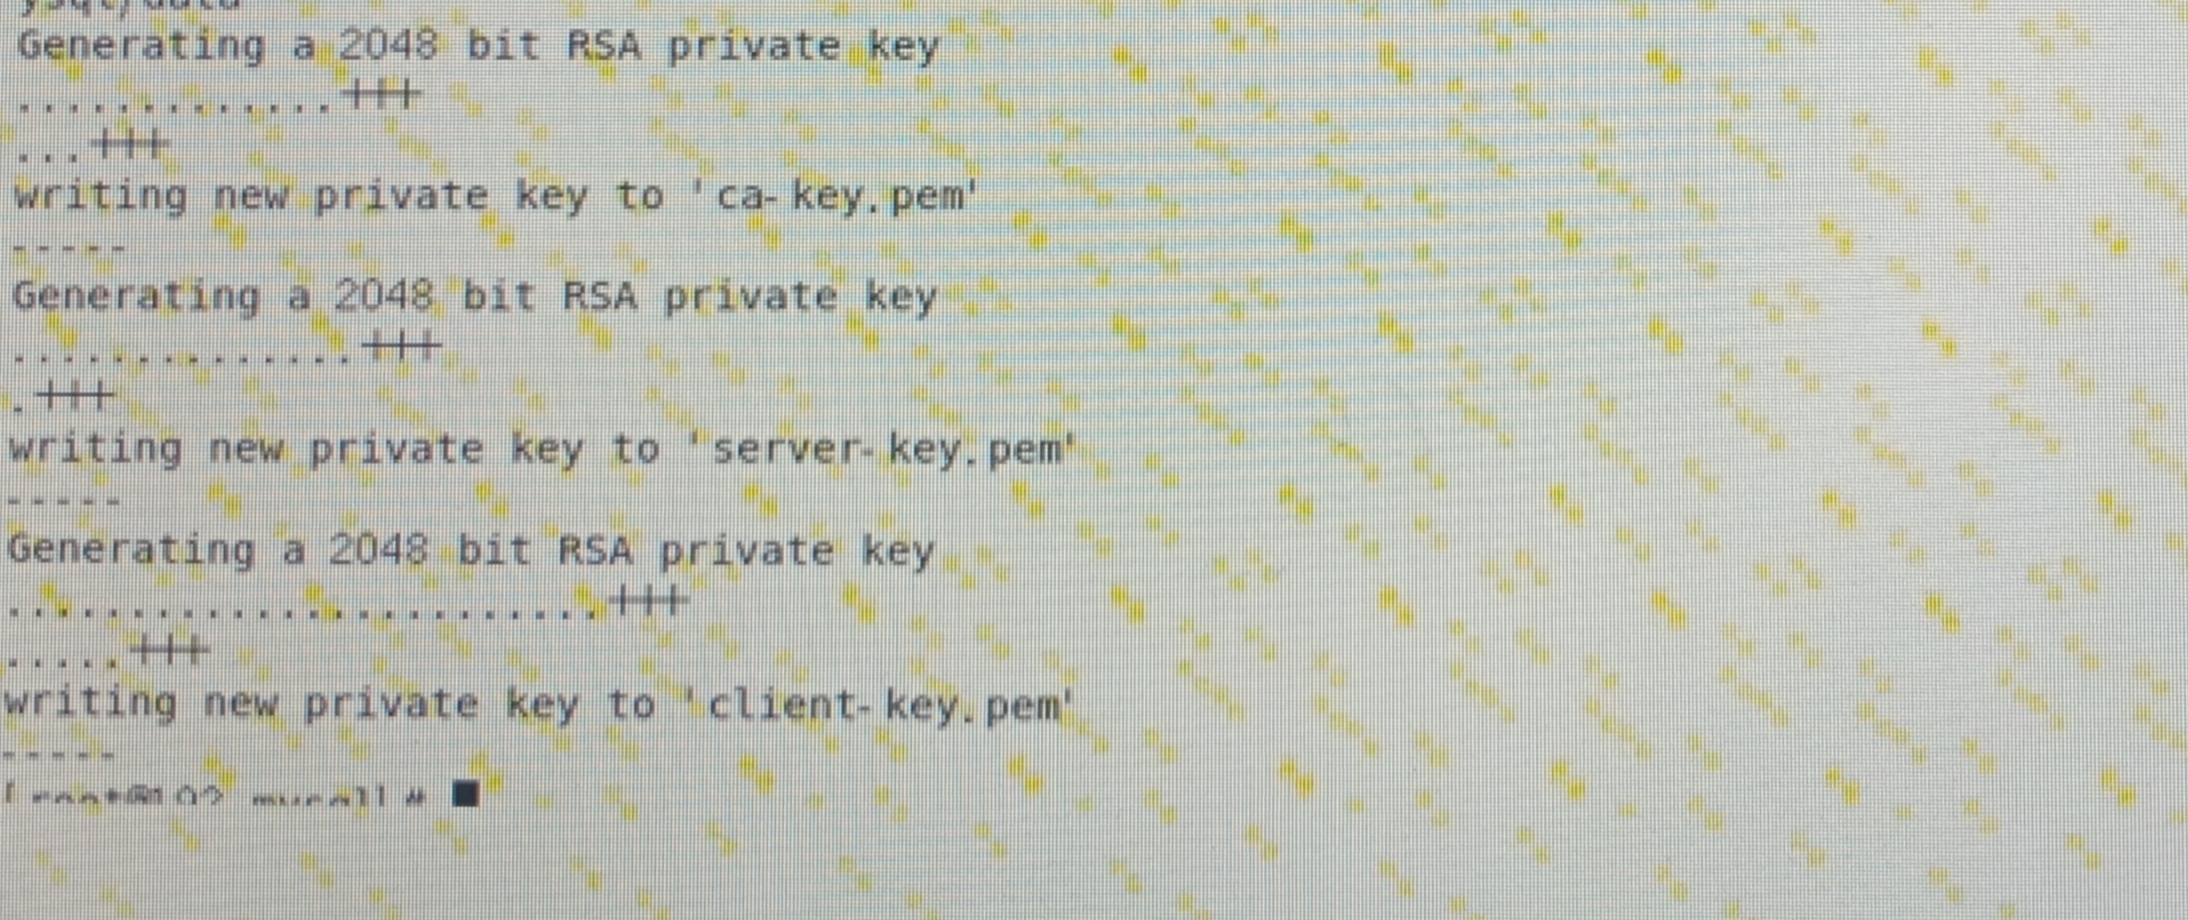 Generating a 2048 bit RSA private key
.............+++
...+++
writing new private key to 'ca-key.pem'
-----
Generating a 2048 bit RSA private key
..............+++
.+++
writing new private key to 'server-key.pem'
-----
Generating a 2048 bit RSA private key
........................+++
.....+++
writing new private key to 'client-key.pem'
-----